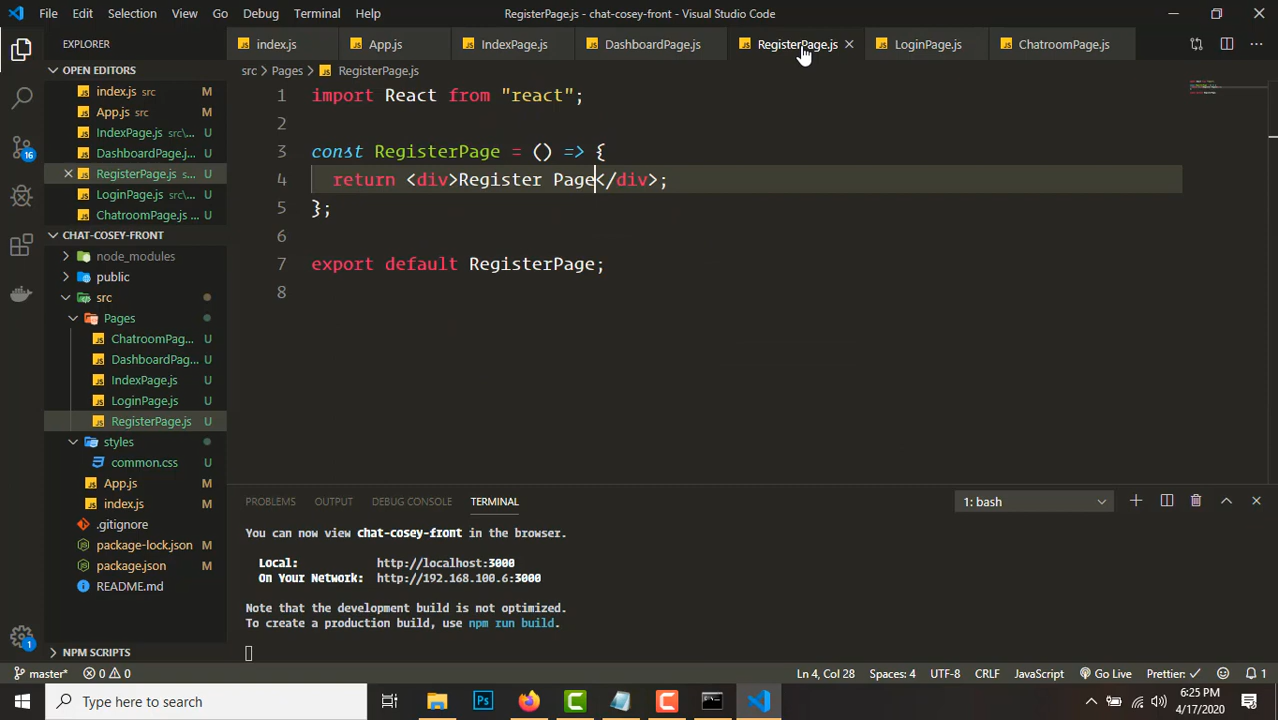 File Edit Selection View Go Debug Terminal Help RegisterPage.js - chat-cosey-front - Visual Studio Code
EXPLORER
index.js App.js IndexPage.js DashboardPage.js RegisterPage.js LoginPage.js ChatroomPage.js
OPEN EDITORS
index.js src M
App.js src M
IndexPage.js src\... U
DashboardPage.j... U
RegisterPage.js s... U
LoginPage.js src\... U
ChatroomPage.js ... U
CHAT-COSEY-FRONT
node_modules
public
src
Pages
ChatroomPag... U
DashboardPag... U
IndexPage.js U
LoginPage.js U
RegisterPage.js U
styles
common.css U
App.js M
index.js M
.gitignore
package-lock.json M
package.json M
README.md
NPM SCRIPTS
src > Pages > RegisterPage.js
1 import React from "react";
2
3 const RegisterPage = () => {
4 return <div>Register Page</div>;
5 };
6
7 export default RegisterPage;
8
PROBLEMS OUTPUT DEBUG CONSOLE TERMINAL 1: bash
You can now view chat-cosey-front in the browser.
Local: http://localhost:3000
On Your Network: http://192.168.100.6:3000
Note that the development build is not optimized.
To create a production build, use npm run build.
16
1
master* 0 0 Ln 4, Col 28 Spaces: 4 UTF-8 CRLF JavaScript Go Live Prettier: ✓ 1
Type here to search
Ps
6:25 PM
4/17/2020